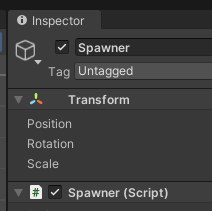 Inspector
Spawner
Tag Untagged
Transform
Position
Rotation
Scale
# Spawner (Script)